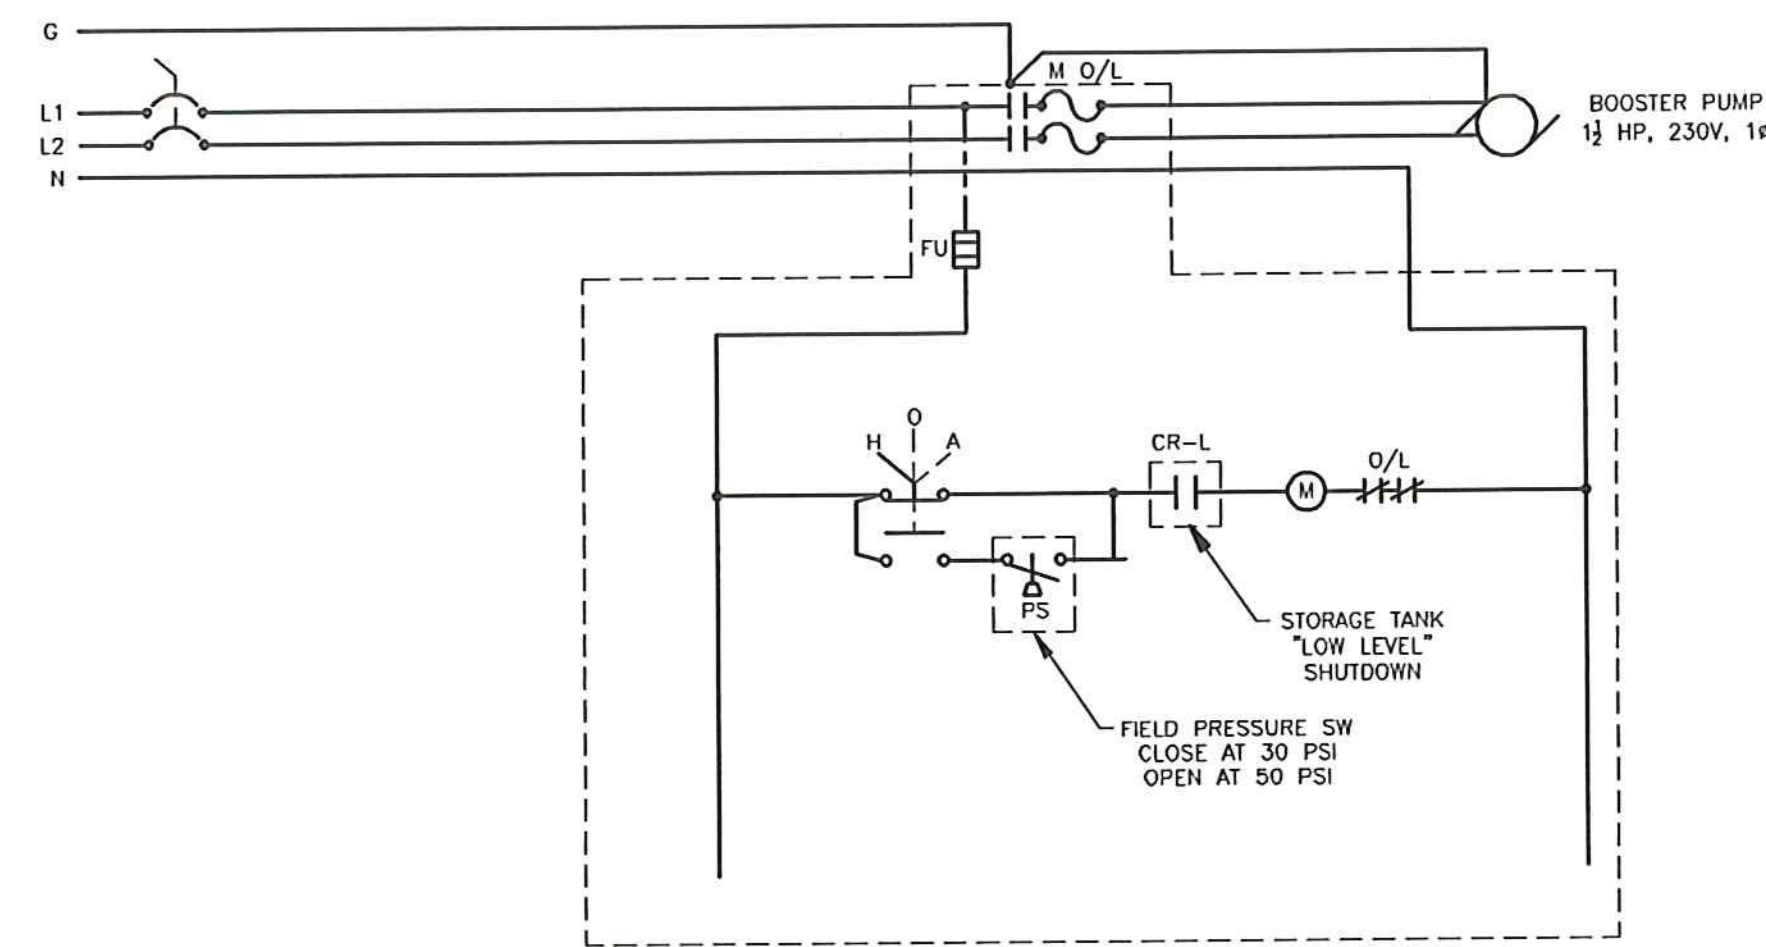 G
M O/L
L1
L2
N
BOOSTER PUMP
1½ HP, 230V, 1ø
FU
O
H A
CR-L
O/L
M
PS
STORAGE TANK
"LOW LEVEL"
SHUTDOWN
FIELD PRESSURE SW
CLOSE AT 30 PSI
OPEN AT 50 PSI